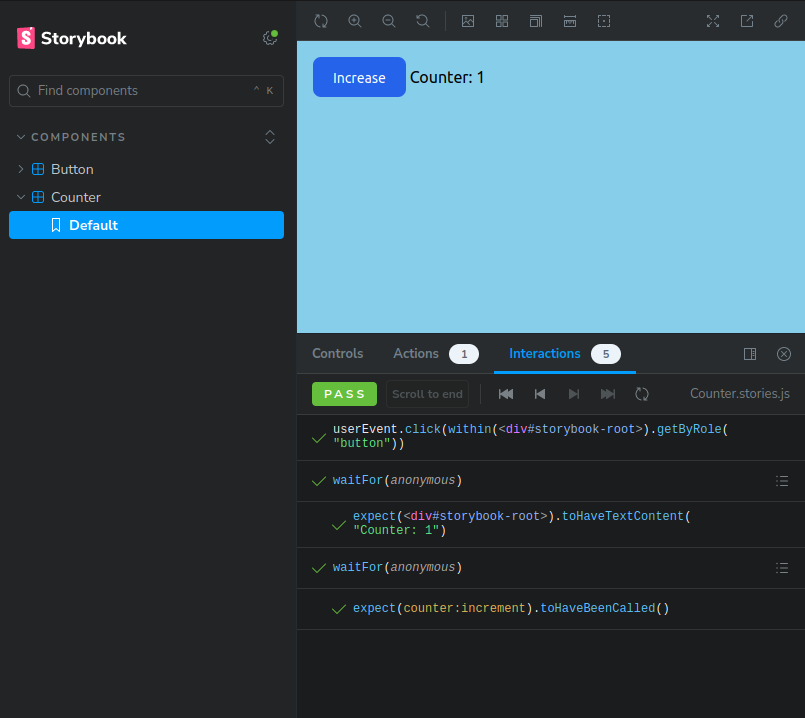 Storybook
Find components
^ K
COMPONENTS
Button
Counter
Default
Increase Counter: 1
Controls Actions 1 Interactions 5
PASS Scroll to end Counter.stories.js
userEvent.click(within(<div#storybook-root>).getByRole(
"button"))
waitFor(anonymous)
expect(<div#storybook-root>).toHaveTextContent(
"Counter: 1")
waitFor(anonymous)
expect(counter:increment).toHaveBeenCalled()